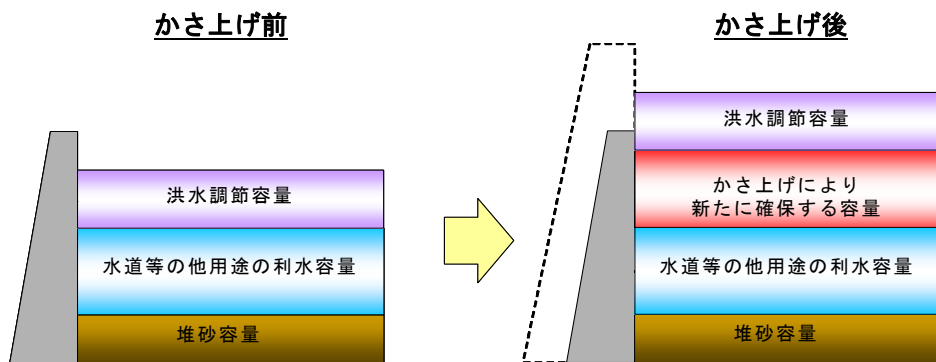 かさ上げ前
洪水調節容量
水道等の他用途の利水容量
堆砂容量
かさ上げ後
洪水調節容量
かさ上げにより
新たに確保する容量
水道等の他用途の利水容量
堆砂容量